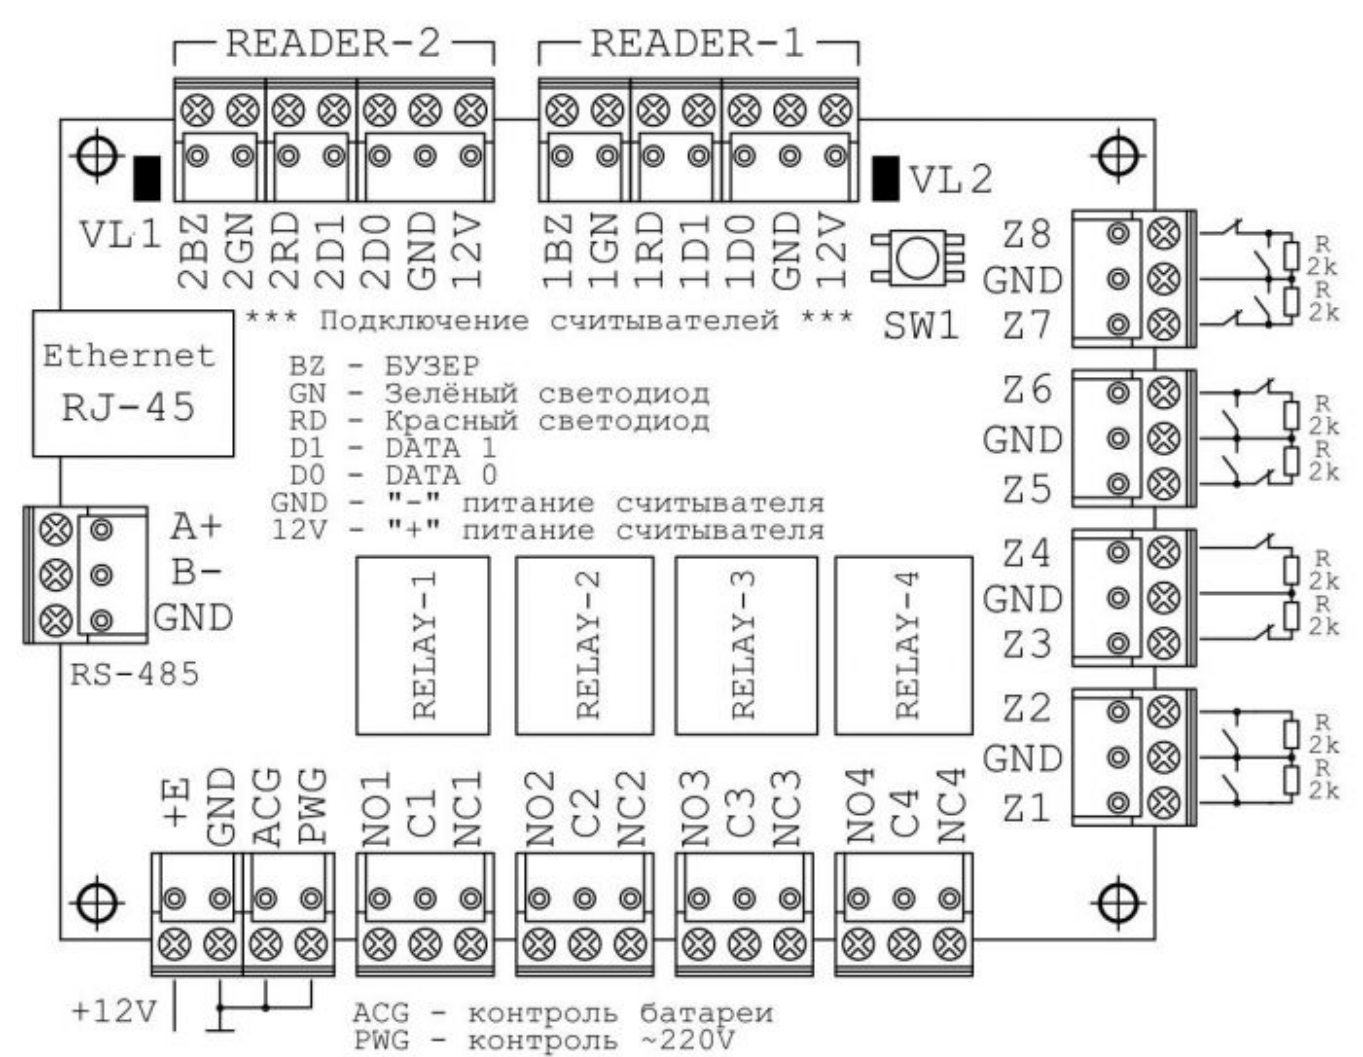 READER-2
READER-1
VL1
VL2
2BZ
2GN
2RD
2D1
2D0
GND
12V
1BZ
1GN
1RD
1D1
1D0
GND
12V
SW1
*** Подключение считывателей ***
BZ - БУЗЕР
GN - Зелёный светодиод
RD - Красный светодиод
D1 - DATA 1
D0 - DATA 0
GND - "-" питание считывателя
12V - "+" питание считывателя
Ethernet
RJ-45
A+
B-
GND
RS-485
Z8
GND
Z7
R
2k
R
2k
Z6
GND
Z5
R
2k
R
2k
Z4
GND
Z3
R
2k
R
2k
Z2
GND
Z1
R
2k
R
2k
RELAY-1
RELAY-2
RELAY-3
RELAY-4
+E
GND
ACG
PWG
NO1
C1
NC1
NO2
C2
NC2
NO3
C3
NC3
NO4
C4
NC4
+12V
ACG - контроль батареи
PWG - контроль ~220V